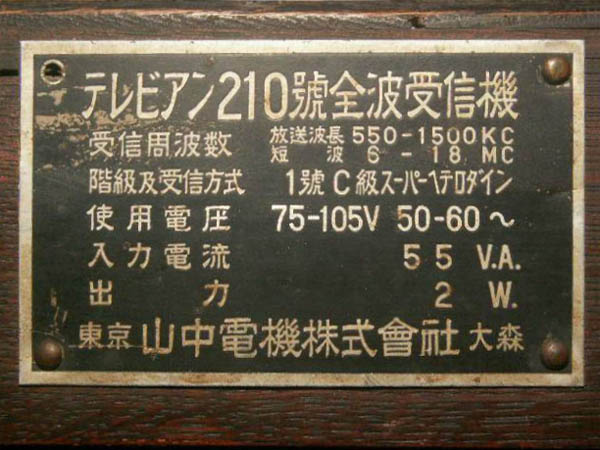 テレビアン210號全波受信機
受信周波数 放送波長 550-1500KC
短波 6-18 MC
階級及受信方式 1號C級スーパーヘテロダイン
使用電圧 75-105V 50-60～
入力電流 55 V.A.
出力 2 W.
東京 山中電機株式會社 大森